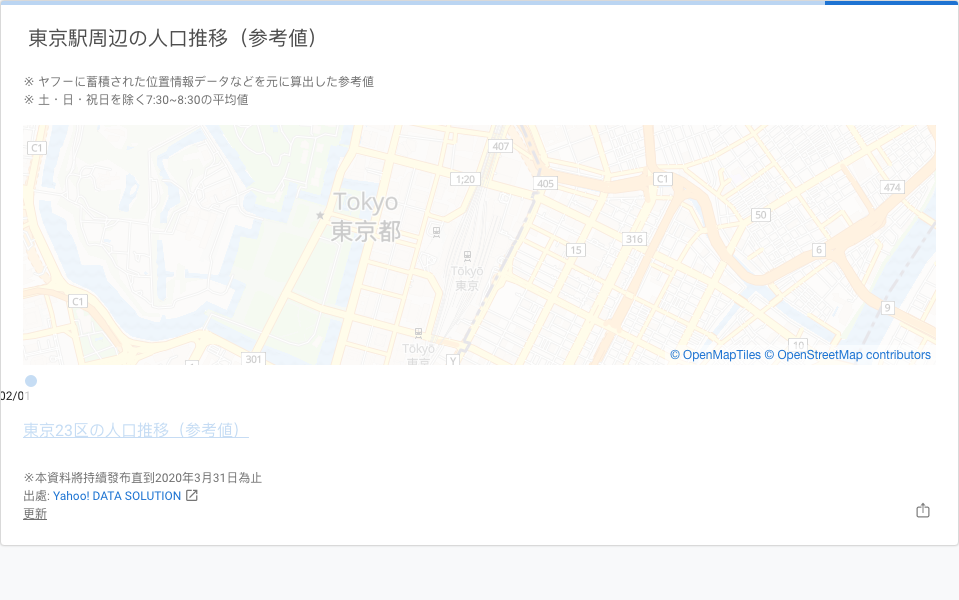 東京駅周辺の人口推移（参考値）
※ ヤフーに蓄積された位置情報データなどを元に算出した参考値
※ 土・日・祝日を除く7:30~8:30の平均値
C1
407
1;20
405
C1
474
Tokyo
東京都
50
316
15
6
Tōkyō
東京
C1
9
301
Tōkyō
東京
Y
10
© OpenMapTiles © OpenStreetMap contributors
02/01
東京23区の人口推移（参考値）
※本資料將持續發布直到2020年3月31日為止
出處: Yahoo! DATA SOLUTION
更新